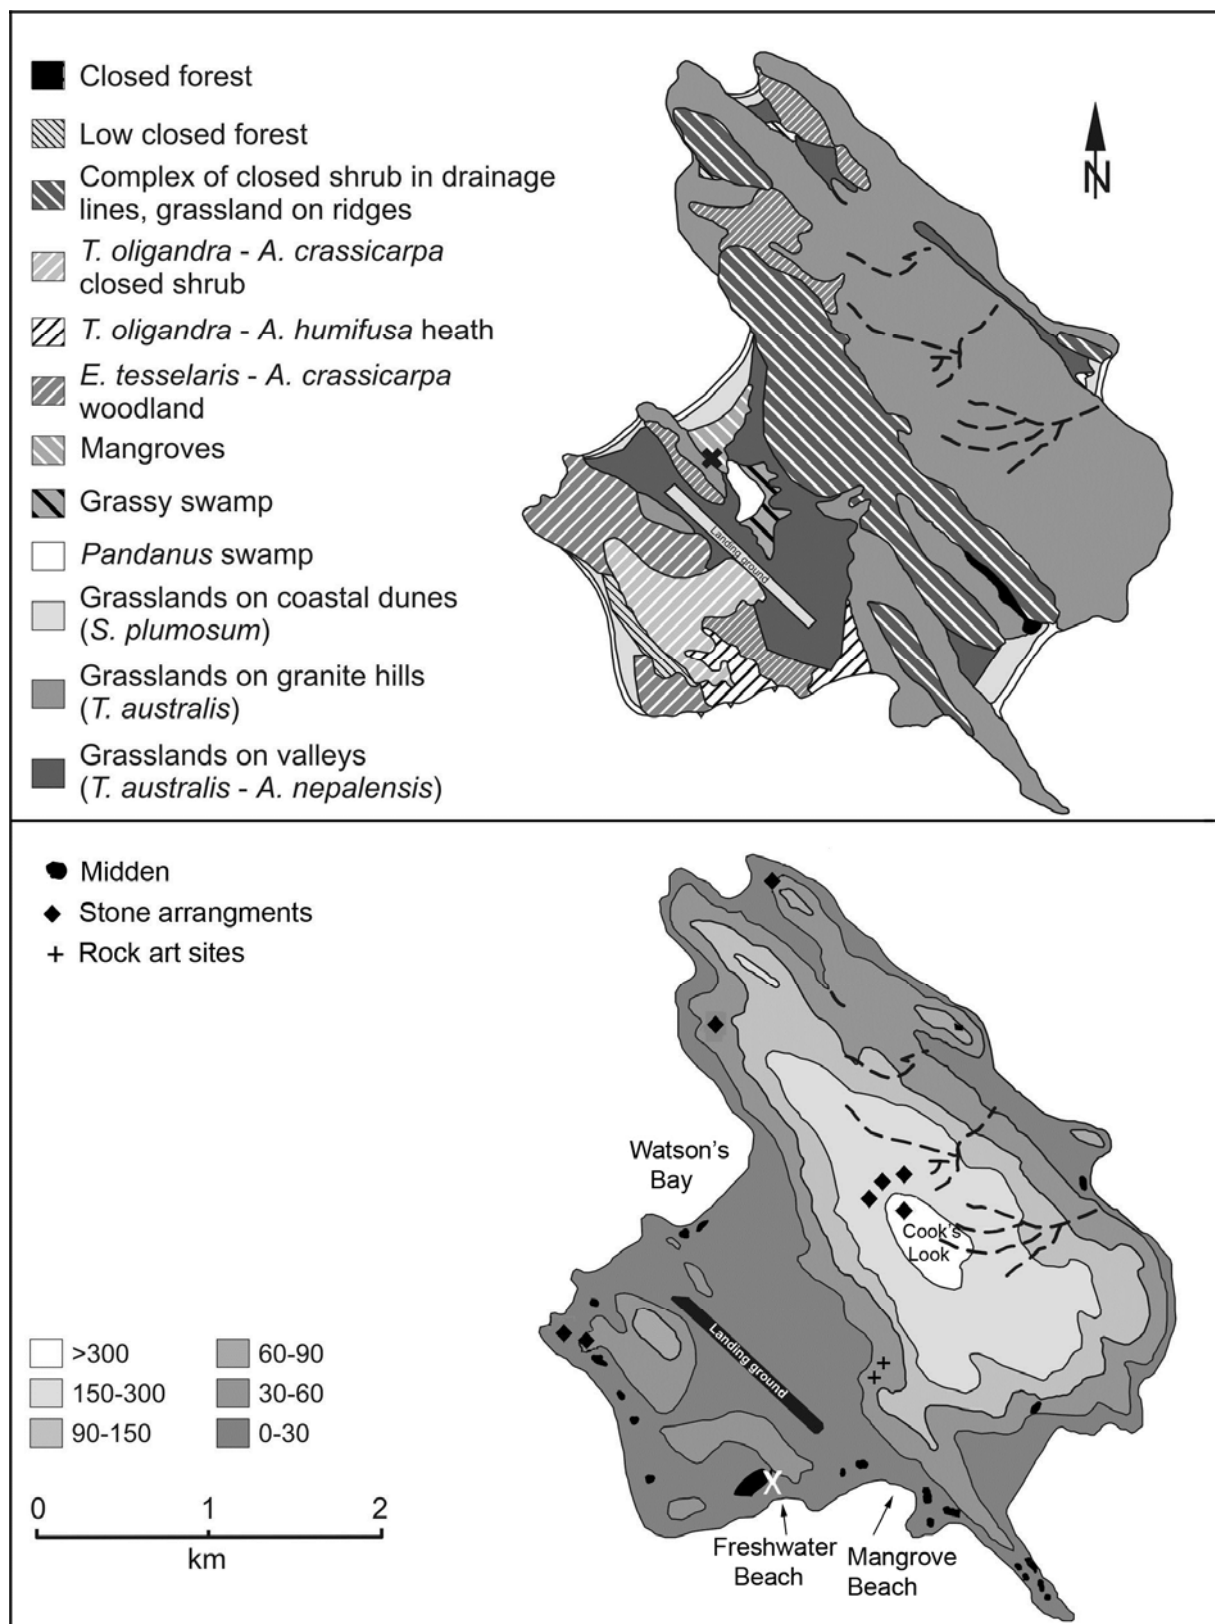 Closed forest
Low closed forest
Complex of closed shrub in drainage
lines, grassland on ridges
T. oligandra - A. crassicarpa
closed shrub
T. oligandra - A. humifusa heath
E. tesselaris - A. crassicarpa
woodland
Mangroves
Grassy swamp
Pandanus swamp
Grasslands on coastal dunes
(S. plumosum)
Grasslands on granite hills
(T. australis)
Grasslands on valleys
(T. australis - A. nepalensis)
N
Landing ground
Midden
Stone arrangments
Rock art sites
Watson's
Bay
Cook's
Look
Landing ground
>300
60-90
150-300
30-60
90-150
0-30
0 1 2
km
X
Freshwater
Beach
Mangrove
Beach